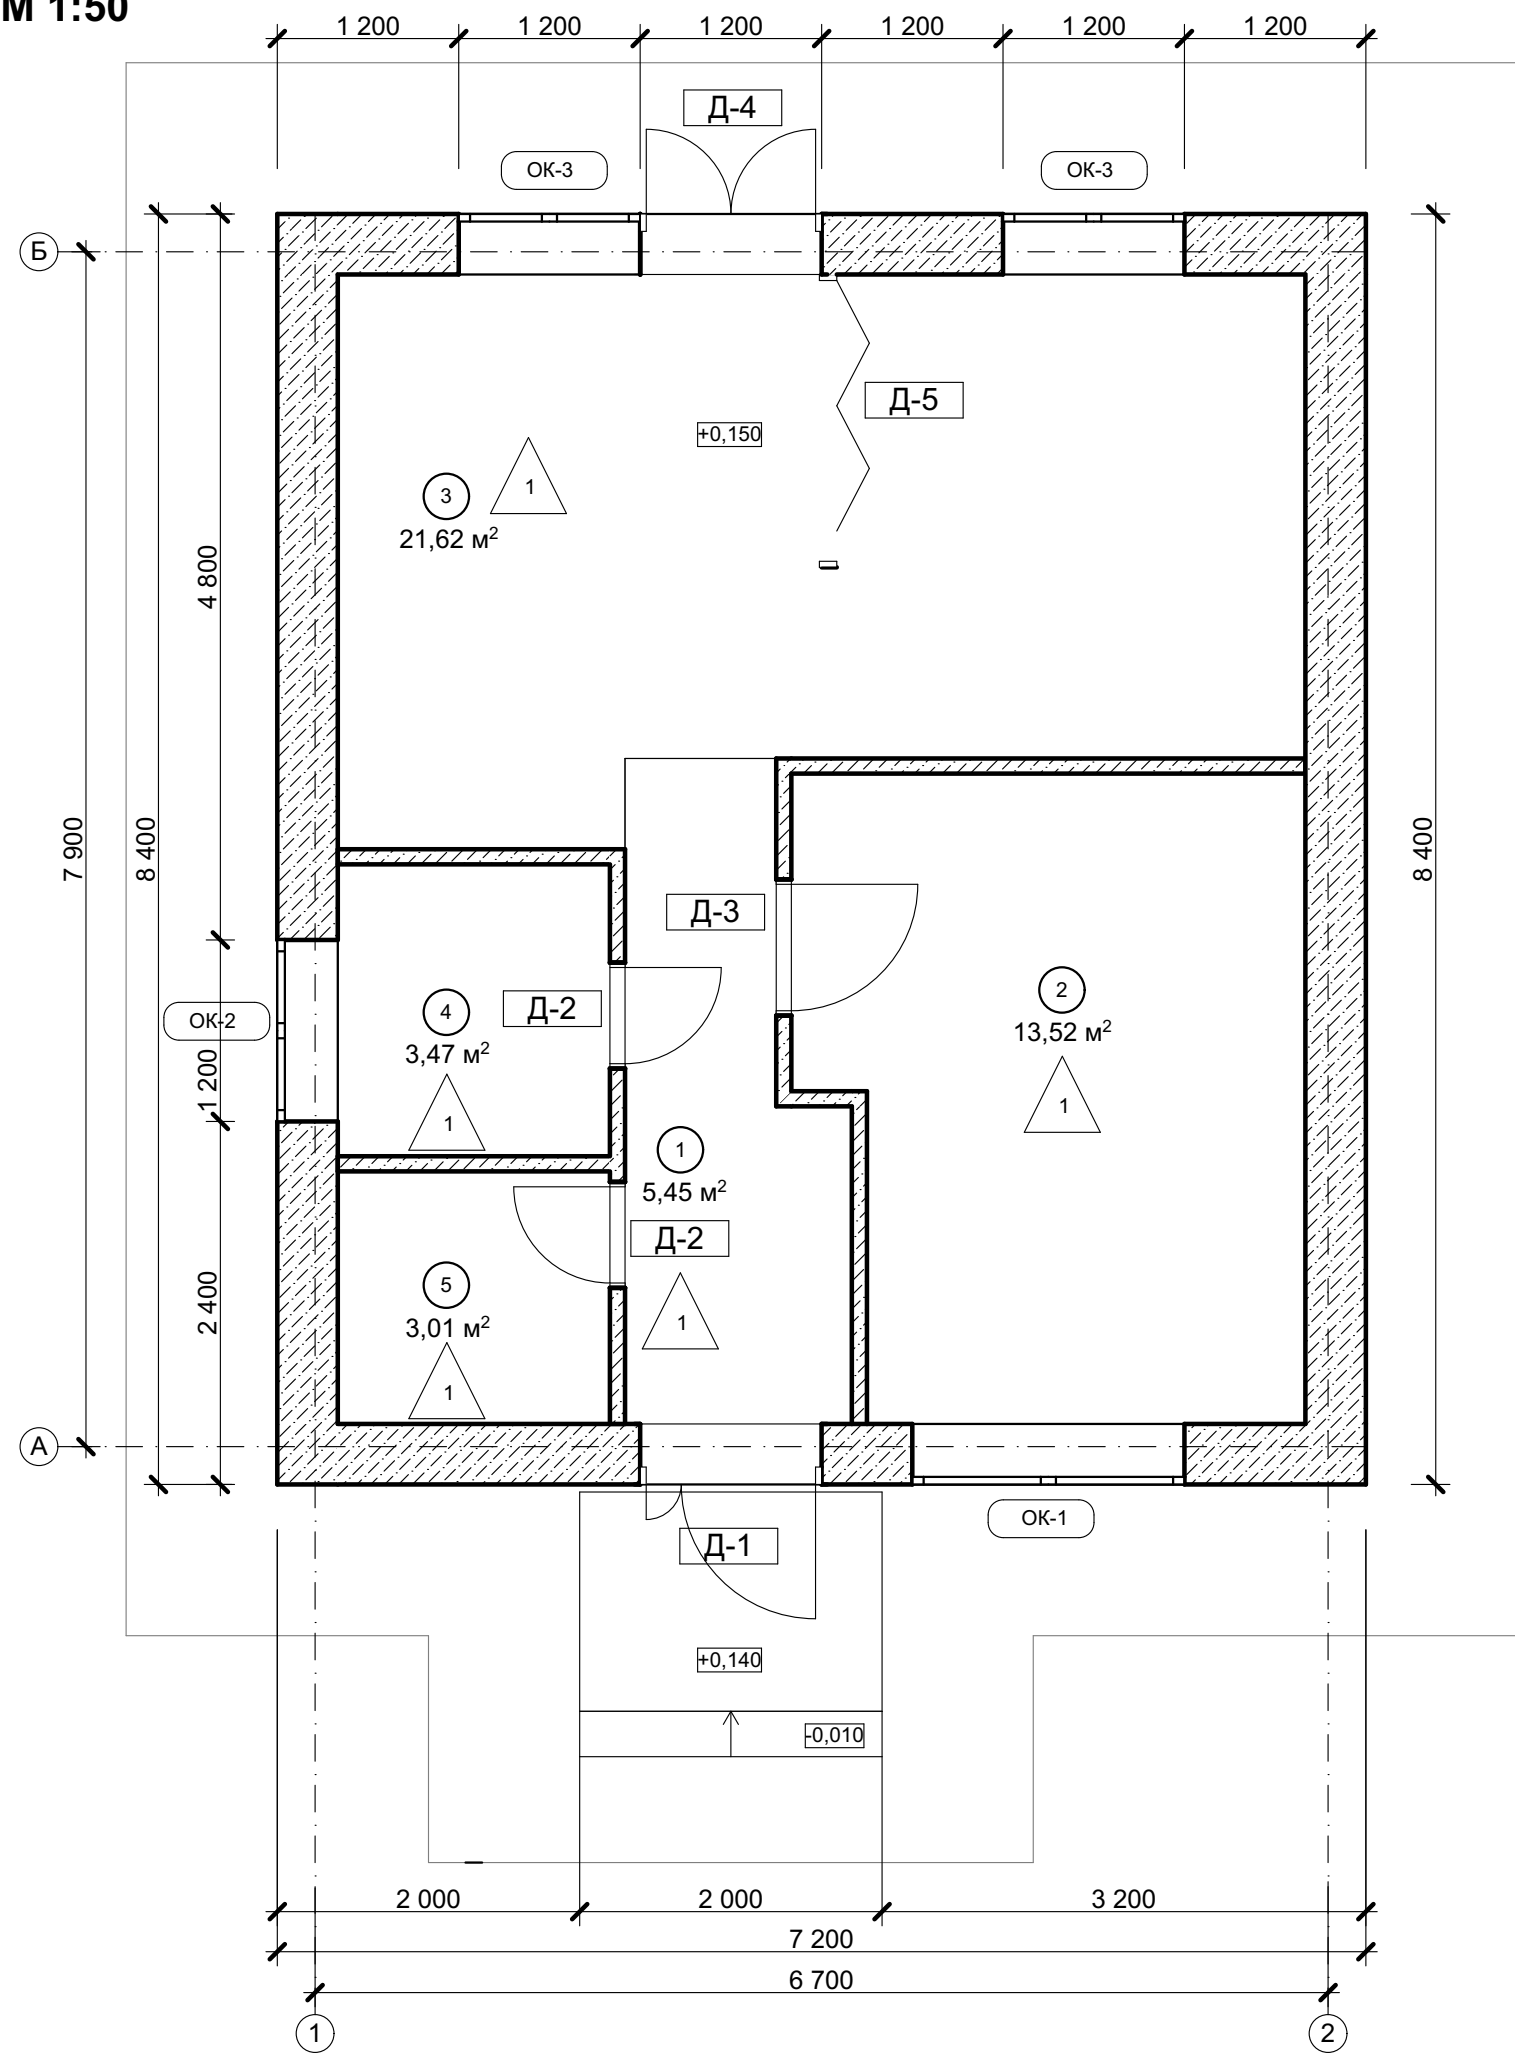 М 1:50
1 200 1 200 1 200 1 200 1 200 1 200
Д-4
ОК-3 ОК-3
Б
Д-5
+0,150
3 1
21,62 м²
4 800
7 900
8 400
8 400
Д-3
2
13,52 м²
1
Д-2
4
3,47 м²
1
ОК-2
1 200
1
5,45 м²
Д-2
1
5
3,01 м²
1
2 400
А
ОК-1
Д-1
+0,140
-0,010
2 000 2 000 3 200
7 200
6 700
1 2